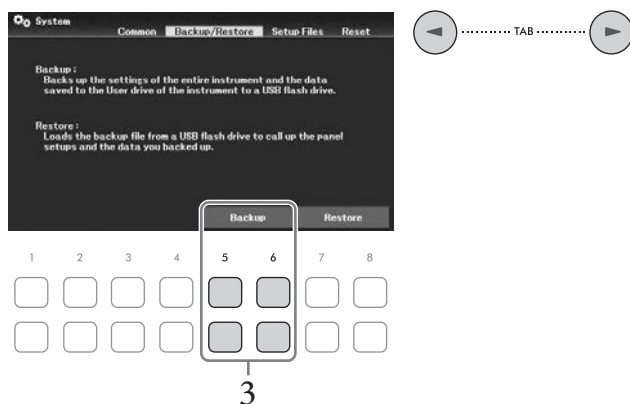 System
Common Backup/Restore Setup Files Reset
TAB
Backup :
Backs up the settings of the entire instrument and the data
saved to the User drive of the instrument to a USB flash drive.
Restore :
Loads the backup file from a USB flash drive to call up the panel
setups and the data you backed up.
Backup Restore
1 2 3 4 5 6 7 8
3